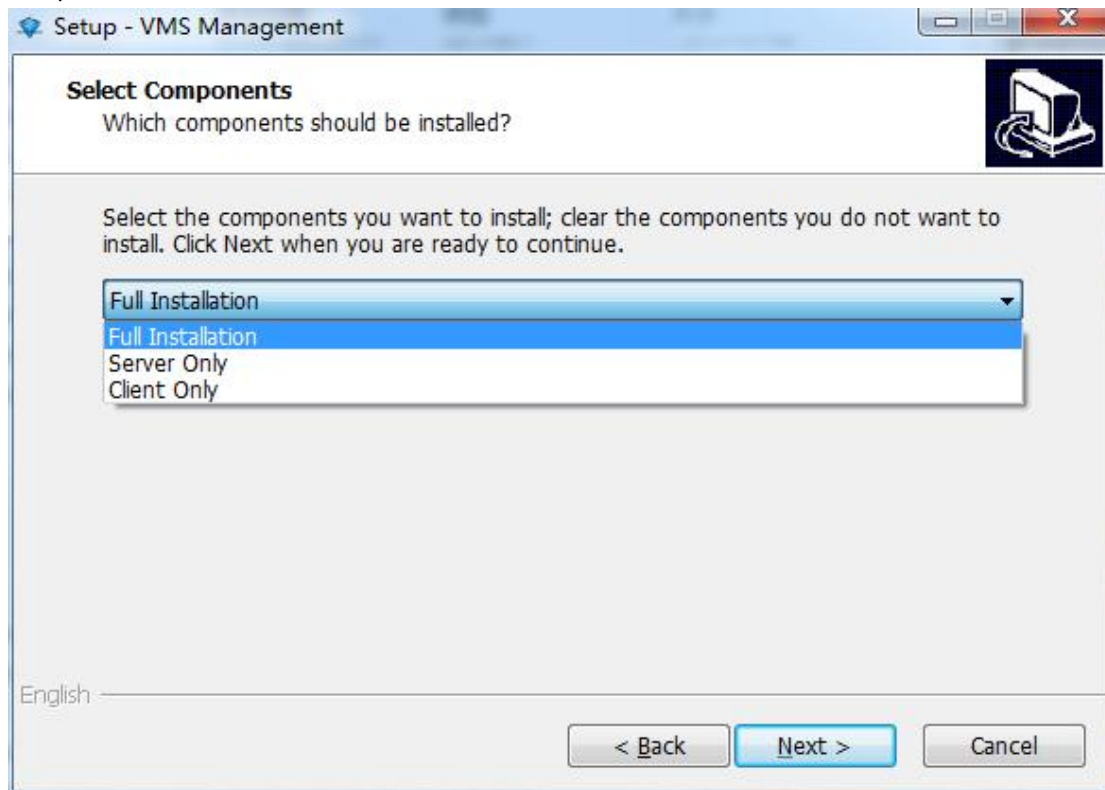 Setup - VMS Management
Select Components
Which components should be installed?
Select the components you want to install; clear the components you do not want to
install. Click Next when you are ready to continue.
Full Installation
Full Installation
Server Only
Client Only
English
< Back
Next >
Cancel